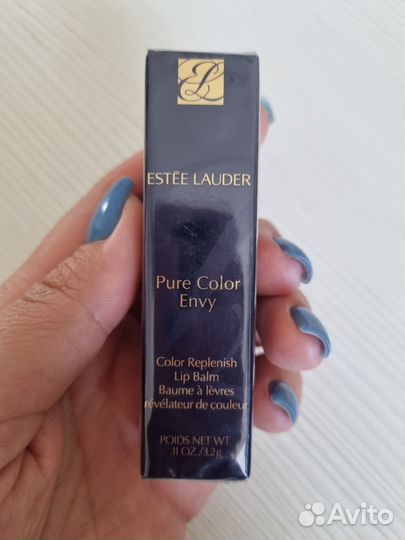 EL
ESTĒE LAUDER
Pure Color
Envy
Color Replenish
Lip Balm
Baume à lèvres
révélateur de couleur
POIDS NET WT.
.11 OZ./3.2g
Avito